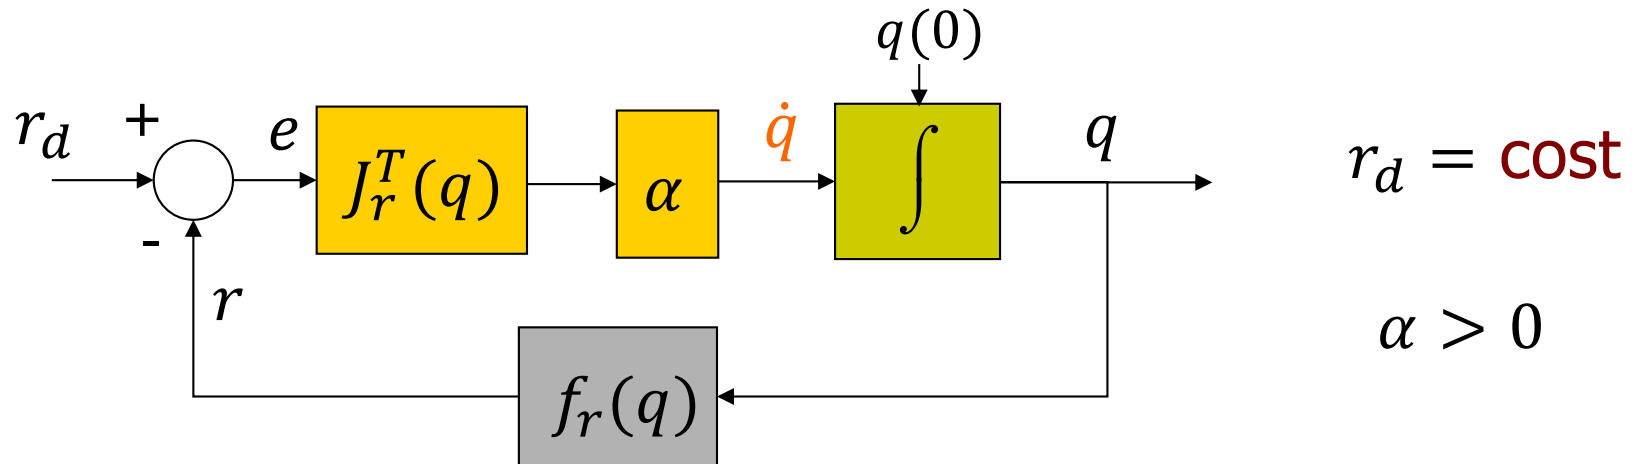 q(0)
r_d + e J_r^T(q) α q̇ ∫ q r_d = cost
-
r α > 0
f_r(q)